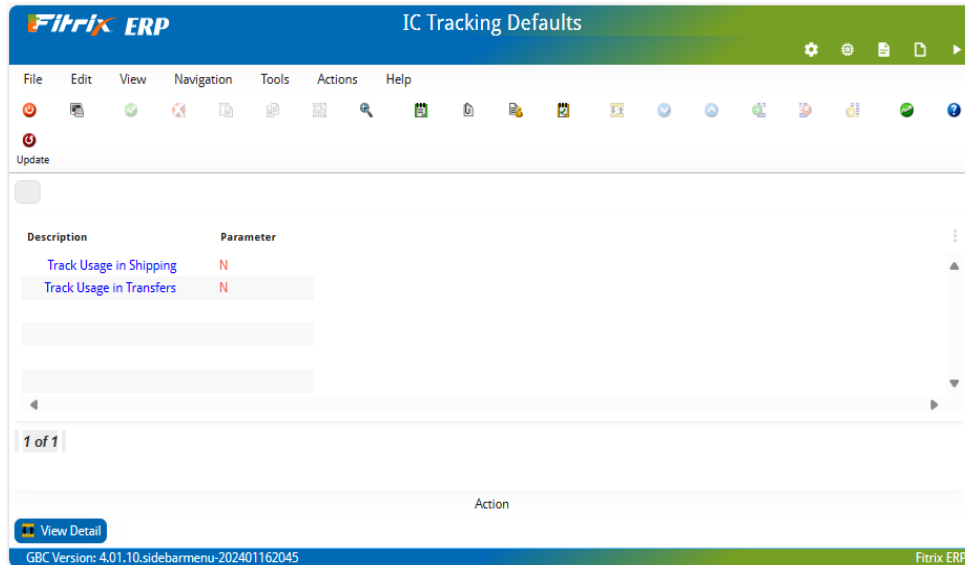 Fitrix ERP
IC Tracking Defaults
File Edit View Navigation Tools Actions Help
Update
Description Parameter
Track Usage in Shipping N
Track Usage in Transfers N
1 of 1
Action
View Detail
GBC Version: 4.01.10.sidebarmenu-202401162045 Fitrix ERP